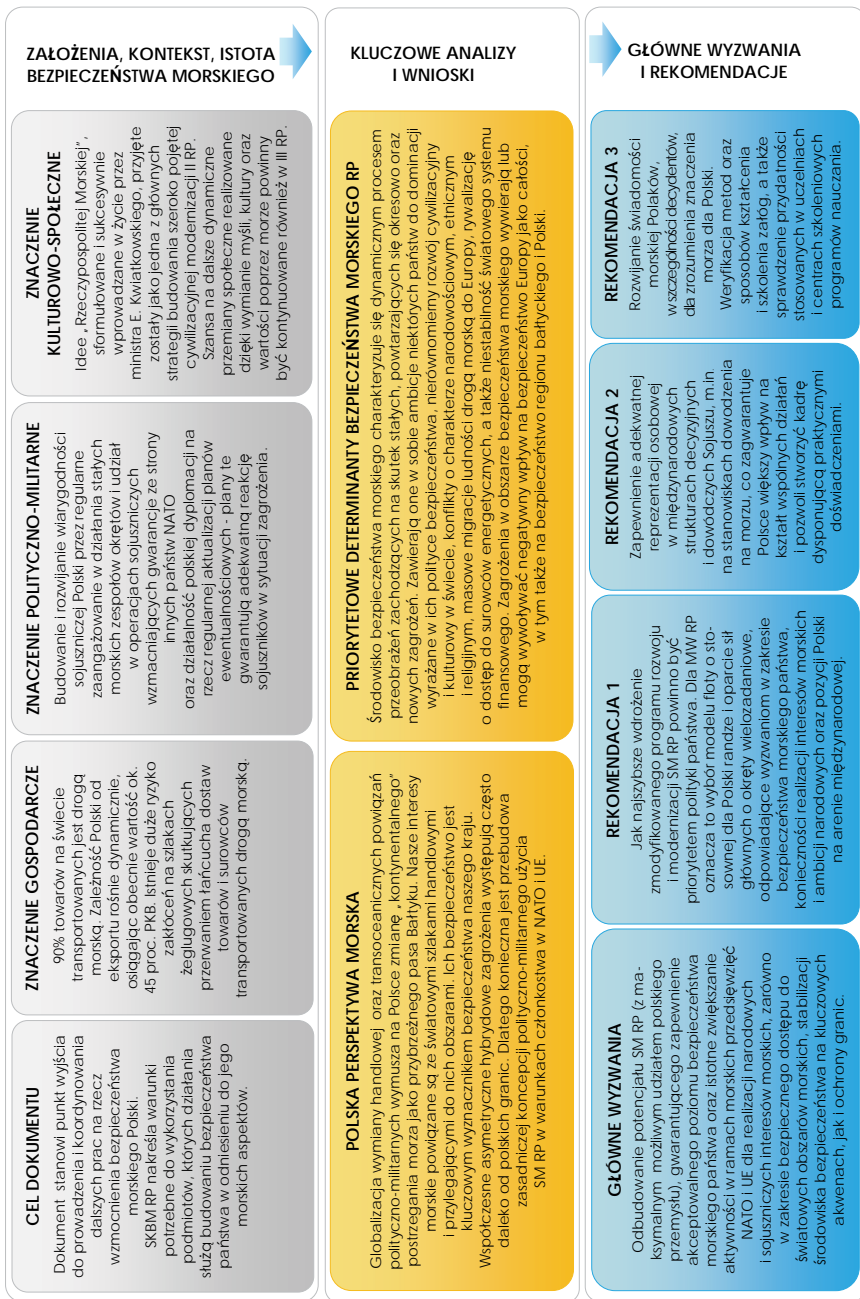 ZAŁOŻENIA, KONTEKST, ISTOTA
BEZPIECZEŃSTWA MORSKIEGO
CEL DOKUMENTU
Dokument stanowi punkt wyjścia
do prowadzenia i koordynowania
dalszych prac na rzecz
wzmocnienia bezpieczeństwa
morskiego Polski.
SKBM RP nakreśla warunki
potrzebne do wykorzystania
podmiotów, których działania
służą budowaniu bezpieczeństwa
państwa w odniesieniu do jego
morskich aspektów.
ZNACZENIE GOSPODARCZE
90% towarów na świecie
transportowanych jest drogą
morską. Zależność Polski od
eksportu rośnie dynamicznie,
osiągając obecnie wartość ok.
45 proc. PKB. Istnieje duże ryzyko
zakłóceń na szlakach
żeglugowych skutkujących
przerwaniem łańcucha dostaw
towarów i surowców
transportowanych drogą morską.
ZNACZENIE POLITYCZNO-MILITARNE
Budowanie i rozwijanie wiarygodności
sojuszniczej Polski przez regularne
zaangażowanie w działania stałych
morskich zespołów okrętów i udział
w operacjach sojuszniczych
wzmacniających gwarancje ze strony
innych państw NATO
oraz działalność polskiej dyplomacji na
rzecz regularnej aktualizacji planów
ewentualnościowych - plany te
gwarantują adekwatną reakcję
sojuszników w sytuacji zagrożenia.
ZNACZENIE
KULTUROWO-SPOŁECZNE
Idee „Rzeczypospolitej Morskiej”,
sformułowane i sukcesywnie
wprowadzane w życie przez
ministra E. Kwiatkowskiego, przyjęte
zostały jako jedna z głównych
strategii budowania szeroko pojętej
cywilizacyjnej modernizacji II RP.
Szansa na dalsze dynamiczne
przemiany społeczne realizowane
dzięki wymianie myśli, kultury oraz
wartości poprzez morze powinny
być kontynuowane również w III RP.
KLUCZOWE ANALIZY
I WNIOSKI
POLSKA PERSPEKTYWA MORSKA
Globalizacja wymiany handlowej oraz transoceanicznych powiązań
polityczno-militarnych wymusza na Polsce zmianę „kontynentalnego”
postrzegania morza jako przybrzeżnego pasa Bałtyku. Nasze interesy
morskie powiązane są ze światowymi szlakami handlowymi
i przylegającymi do nich obszarami. Ich bezpieczeństwo jest
kluczowym wyznacznikiem bezpieczeństwa naszego kraju.
Współczesne asymetryczne hybrydowe zagrożenia występują często
daleko od polskich granic. Dlatego konieczna jest przebudowa
zasadniczej koncepcji polityczno-militarnego użycia
SM RP w warunkach członkostwa w NATO i UE.
PRIORYTETOWE DETERMINANTY BEZPIECZEŃSTWA MORSKIEGO RP
Środowisko bezpieczeństwa morskiego charakteryzuje się dynamicznym procesem
przeobrażeń zachodzących na skutek stałych, powtarzających się okresowo oraz
nowych zagrożeń. Zawierają one w sobie ambicje niektórych państw do dominacji
wyrażane w ich polityce bezpieczeństwa, nierównomierny rozwój cywilizacyjny
i kulturowy w świecie, konflikty o charakterze narodowościowym, etnicznym
i religijnym, masowe migracje ludności drogą morską do Europy, rywalizację
o dostęp do surowców energetycznych, a także niestabilność światowego systemu
finansowego. Zagrożenia w obszarze bezpieczeństwa morskiego wywierają lub
mogą wywoływać negatywny wpływ na bezpieczeństwo Europy jako całości,
w tym także na bezpieczeństwo regionu bałtyckiego i Polski.
GŁÓWNE WYZWANIA
I REKOMENDACJE
GŁÓWNE WYZWANIA
Odbudowanie potencjału SM RP (z ma-
ksymalnym możliwym udziałem polskiego
przemysłu), gwarantującego zapewnienie
akceptowalnego poziomu bezpieczeństwa
morskiego państwa oraz istotne zwiększanie
aktywności w ramach morskich przedsięwzięć
NATO i UE dla realizacji narodowych
i sojuszniczych interesów morskich, zarówno
w zakresie bezpiecznego dostępu do
światowych obszarów morskich, stabilizacji
środowiska bezpieczeństwa na kluczowych
akwenach, jak i ochrony granic.
REKOMENDACJA 1
Jak najszybsze wdrożenie
zmodyfikowanego programu rozwoju
i modernizacji SM RP powinno być
priorytetem polityki państwa. Dla MW RP
oznacza to wybór modelu floty o sto-
sownej dla Polski randze i oparcie sił
głównych o okręty wielozadaniowe,
odpowiadające wyzwaniom w zakresie
bezpieczeństwa morskiego państwa,
konieczności realizacji interesów morskich
i ambicji narodowych oraz pozycji Polski
na arenie międzynarodowej.
REKOMENDACJA 2
Zapewnienie adekwatnej
reprezentacji osobowej
w międzynarodowych
strukturach decyzyjnych
i dowódczych Sojuszu, m.in.
na stanowiskach dowodzenia
na morzu, co zagwarantuje
Polsce większy wpływ na
kształt wspólnych działań
i pozwoli stworzyć kadrę
dysponującą praktycznymi
doświadczeniami.
REKOMENDACJA 3
Rozwijanie świadomości
morskiej Polaków,
wszczególności decydentów,
dla zrozumienia znaczenia
morza dla Polski.
Weryfikacja metod oraz
sposobów kształcenia
i szkolenia załóg, a także
sprawdzenie przydatności
stosowanych w uczelniach
i centrach szkoleniowych
programów nauczania.